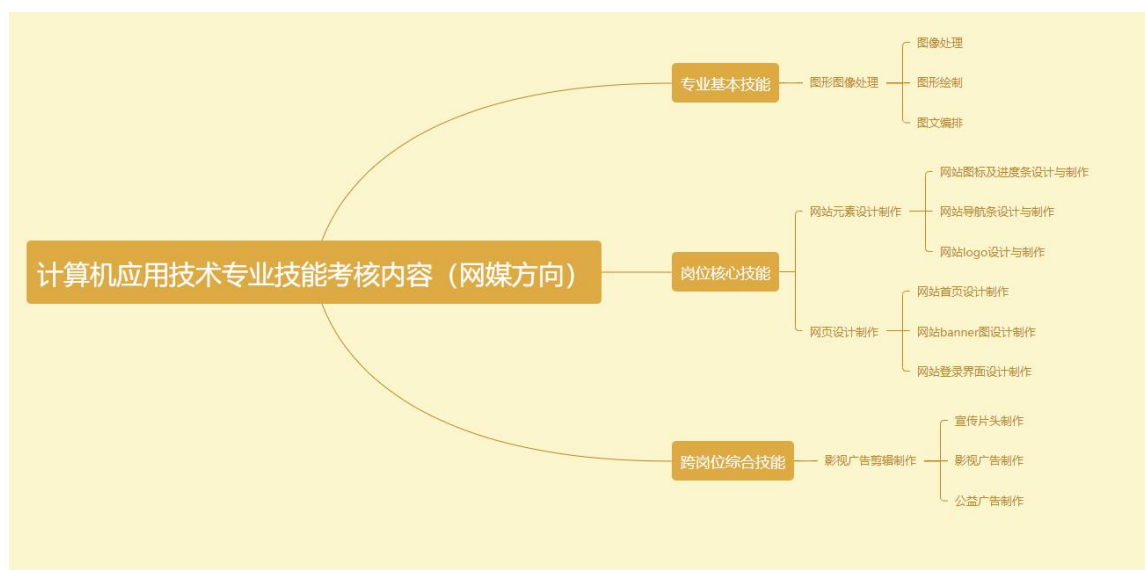 计算机应用技术专业技能考核内容（网媒方向）
专业基本技能
图形图像处理
图像处理
图形绘制
图文编排
岗位核心技能
网站元素设计制作
网站图标及进度条设计与制作
网站导航条设计与制作
网站logo设计与制作
网页设计制作
网站首页设计制作
网站banner图设计制作
网站登录界面设计制作
跨岗位综合技能
影视广告剪辑制作
宣传片头制作
影视广告制作
公益广告制作